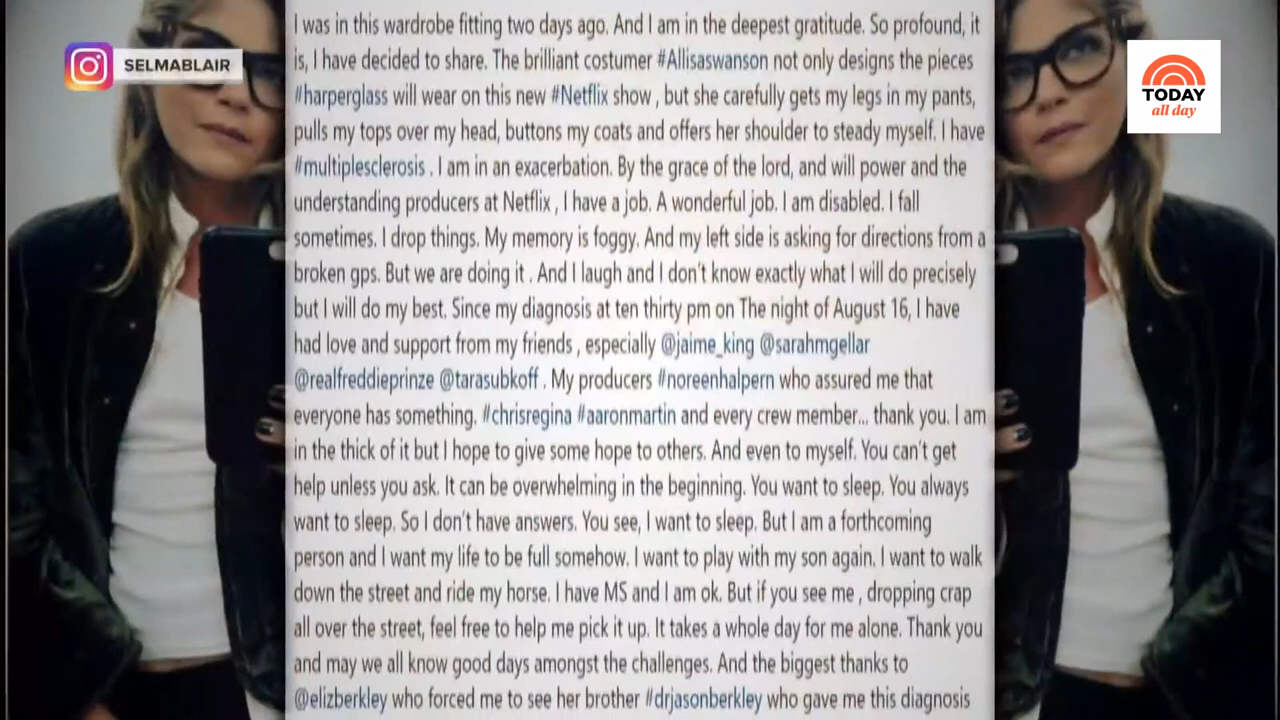 SELMABLAIR
TODAY
all day
I was in this wardrobe fitting two days ago. And I am in the deepest gratitude. So profound, it
is, I have decided to share. The brilliant costumer #Allisaswanson not only designs the pieces
#harperglass will wear on this new #Netflix show , but she carefully gets my legs in my pants,
pulls my tops over my head, buttons my coats and offers her shoulder to steady myself. I have
#multiplesclerosis . I am in an exacerbation. By the grace of the lord, and will power and the
understanding producers at Netflix , I have a job. A wonderful job. I am disabled. I fall
sometimes. I drop things. My memory is foggy. And my left side is asking for directions from a
broken gps. But we are doing it . And I laugh and I don't know exactly what I will do precisely
but I will do my best. Since my diagnosis at ten thirty pm on The night of August 16, I have
had love and support from my friends , especially @jaime_king @sarahmgellar
@realfreddieprinze @tarasubkoff . My producers #noreenhalpern who assured me that
everyone has something. #chrisregina #aaronmartin and every crew member... thank you. I am
in the thick of it but I hope to give some hope to others. And even to myself. You can't get
help unless you ask. It can be overwhelming in the beginning. You want to sleep. You always
want to sleep. So I don't have answers. You see, I want to sleep. But I am a forthcoming
person and I want my life to be full somehow. I want to play with my son again. I want to walk
down the street and ride my horse. I have MS and I am ok. But if you see me , dropping crap
all over the street, feel free to help me pick it up. It takes a whole day for me alone. Thank you
and may we all know good days amongst the challenges. And the biggest thanks to
@elizberkley who forced me to see her brother #drjasonberkley who gave me this diagnosis